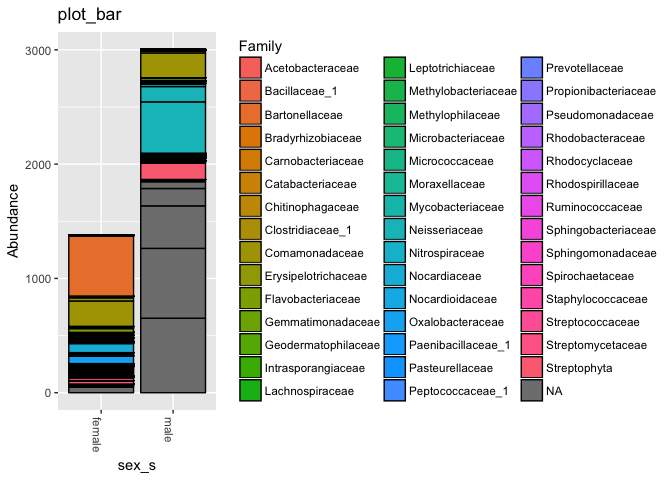 plot_bar
3000
2000
1000
0
Abundance
female
male
sex_s
Family
Acetobacteraceae
Bacillaceae_1
Bartonellaceae
Bradyrhizobiaceae
Carnobacteriaceae
Catabacteriaceae
Chitinophagaceae
Clostridiaceae_1
Comamonadaceae
Erysipelotrichaceae
Flavobacteriaceae
Gemmatimonadaceae
Geodermatophilaceae
Intrasporangiaceae
Lachnospiraceae
Leptotrichiaceae
Methylobacteriaceae
Methylophilaceae
Microbacteriaceae
Micrococcaceae
Moraxellaceae
Mycobacteriaceae
Neisseriaceae
Nitrospiraceae
Nocardiaceae
Nocardioidaceae
Oxalobacteraceae
Paenibacillaceae_1
Pasteurellaceae
Peptococcaceae_1
Prevotellaceae
Propionibacteriaceae
Pseudomonadaceae
Rhodobacteraceae
Rhodocyclaceae
Rhodospirillaceae
Ruminococcaceae
Sphingobacteriaceae
Sphingomonadaceae
Spirochaetaceae
Staphylococcaceae
Streptococcaceae
Streptomycetaceae
Streptophyta
NA